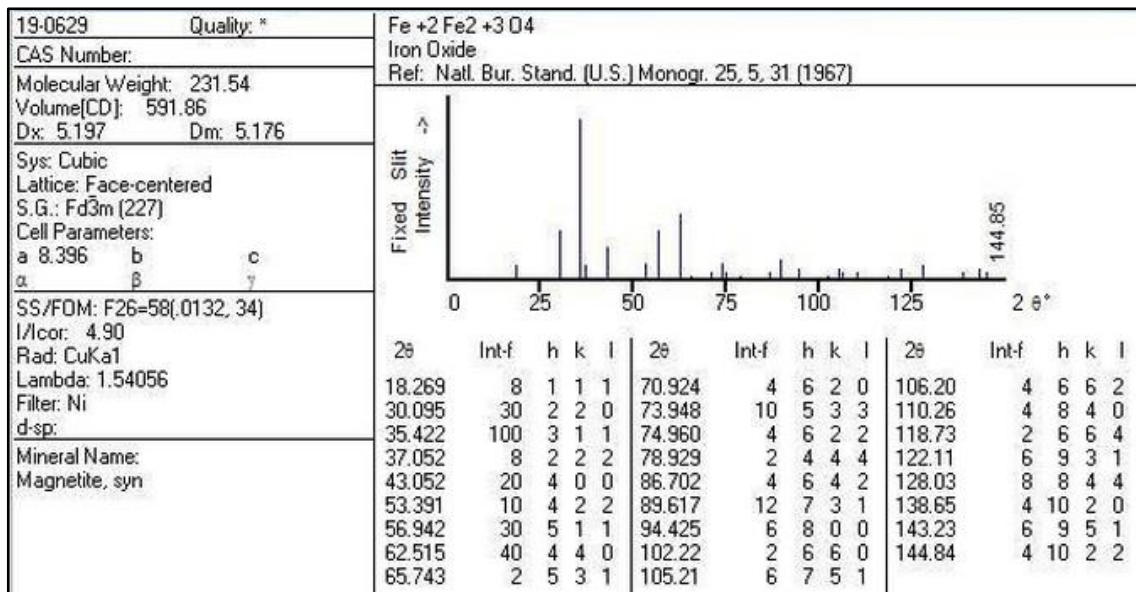 19-0629 Quality: *
CAS Number:
Molecular Weight: 231.54
Volume[CD]: 591.86
Dx: 5.197 Dm: 5.176
Sys: Cubic
Lattice: Face-centered
S.G.: Fd3̄m (227)
Cell Parameters:
a 8.396 b c
α β γ
SS/FOM: F26=58(.0132, 34)
I/Icor: 4.90
Rad: CuKa1
Lambda: 1.54056
Filter: Ni
d-sp:
Mineral Name:
Magnetite, syn
Fe +2 Fe2 +3 O4
Iron Oxide
Ref: Natl. Bur. Stand. (U.S.) Monogr. 25, 5, 31 (1967)
Fixed Slit
Intensity ->
144.85
0 25 50 75 100 125 2 θ°
2θ Int-f h k l 2θ Int-f h k l 2θ Int-f h k l
18.269 8 1 1 1 70.924 4 6 2 0 106.20 4 6 6 2
30.095 30 2 2 0 73.948 10 5 3 3 110.26 4 8 4 0
35.422 100 3 1 1 74.960 4 6 2 2 118.73 2 6 6 4
37.052 8 2 2 2 78.929 2 4 4 4 122.11 6 9 3 1
43.052 20 4 0 0 86.702 4 6 4 2 128.03 8 8 4 4
53.391 10 4 2 2 89.617 12 7 3 1 138.65 4 10 2 0
56.942 30 5 1 1 94.425 6 8 0 0 143.23 6 9 5 1
62.515 40 4 4 0 102.22 2 6 6 0 144.84 4 10 2 2
65.743 2 5 3 1 105.21 6 7 5 1